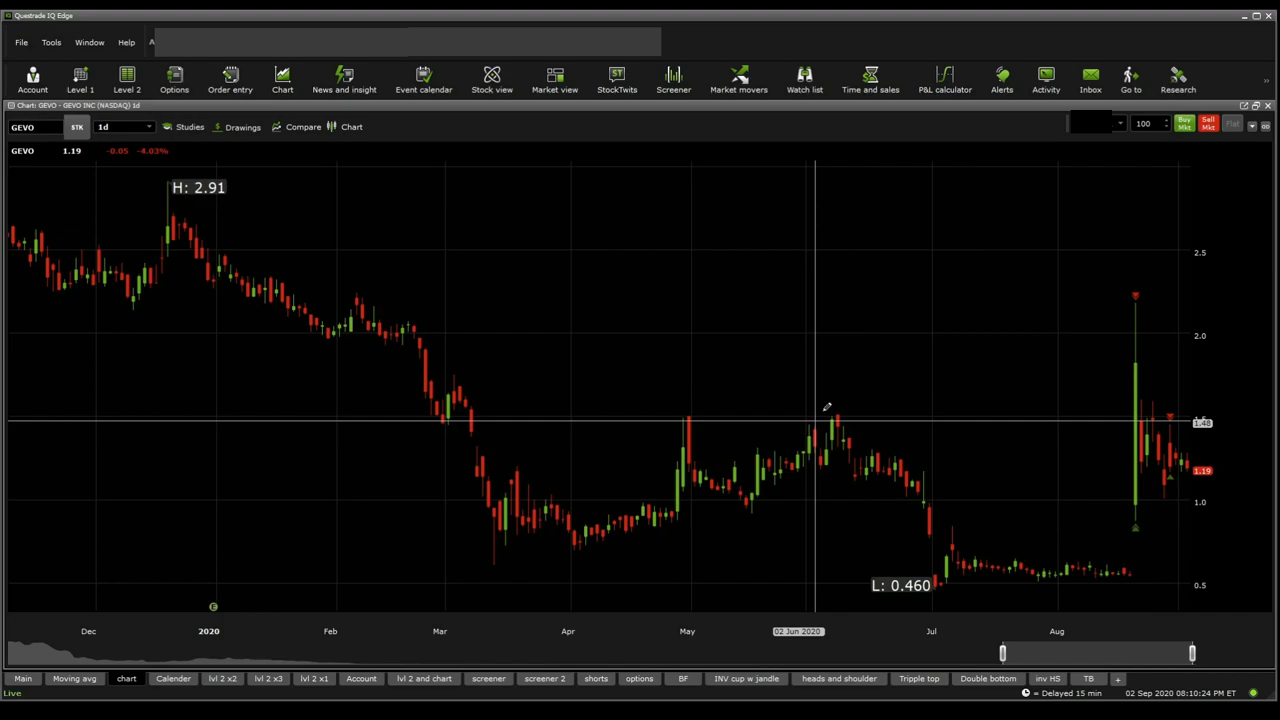 Questrade IQ Edge
File Tools Window Help A
Account Level 1 Level 2 Options Order entry Chart News and insight Event calendar Stock view Market view StockTwits Screener Market movers Watch list Time and sales P&L calculator Alerts Activity Inbox Go to Research
Chart: GEVO - GEVO INC (NASDAQ) 1d
GEVO STK 1d Studies Drawings Compare Chart 100 Buy Mkt Sell Mkt Flat
GEVO 1.19 -0.05 -4.03%
H: 2.91
2.5
2.0
1.48
1.19
1.0
L: 0.460
0.5
E
Dec 2020 Feb Mar Apr May 02 Jun 2020 Jul Aug
Main Moving avg chart Calender lvl 2 x2 lvl 2 x3 lvl 2 x1 Account lvl 2 and chart screener screener 2 shorts options BF INV cup w jandle heads and shoulder Tripple top Double bottom inv HS TB +
Live = Delayed 15 min 02 Sep 2020 08:10:24 PM ET